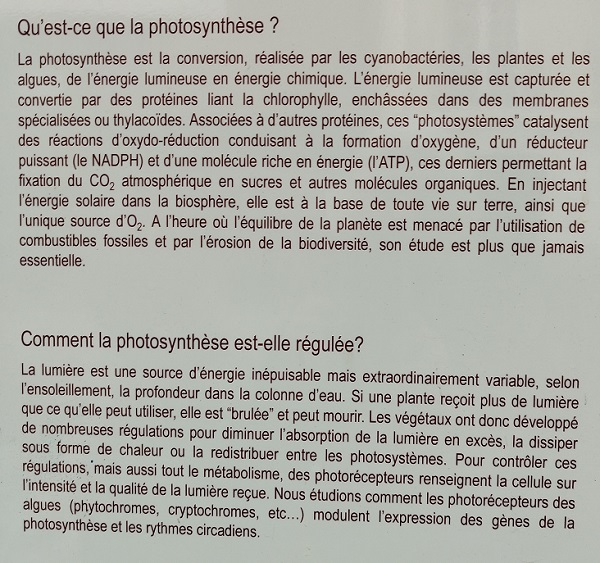 Qu'est-ce que la photosynthèse ?
La photosynthèse est la conversion, réalisée par les cyanobactéries, les plantes et les
algues, de l'énergie lumineuse en énergie chimique. L'énergie lumineuse est capturée et
convertie par des protéines liant la chlorophylle, enchâssées dans des membranes
spécialisées ou thylacoïdes. Associées à d'autres protéines, ces "photosystèmes" catalysent
des réactions d'oxydo-réduction conduisant à la formation d'oxygène, d'un réducteur
puissant (le NADPH) et d'une molécule riche en énergie (l'ATP), ces derniers permettant la
fixation du CO₂ atmosphérique en sucres et autres molécules organiques. En injectant
l'énergie solaire dans la biosphère, elle est à la base de toute vie sur terre, ainsi que
l'unique source d'O₂. A l'heure où l'équilibre de la planète est menacé par l'utilisation de
combustibles fossiles et par l'érosion de la biodiversité, son étude est plus que jamais
essentielle.
Comment la photosynthèse est-elle régulée?
La lumière est une source d'énergie inépuisable mais extraordinairement variable, selon
l'ensoleillement, la profondeur dans la colonne d'eau. Si une plante reçoit plus de lumière
que ce qu'elle peut utiliser, elle est "brulée" et peut mourir. Les végétaux ont donc développé
de nombreuses régulations pour diminuer l'absorption de la lumière en excès, la dissiper
sous forme de chaleur ou la redistribuer entre les photosystèmes. Pour contrôler ces
régulations, mais aussi tout le métabolisme, des photorécepteurs renseignent la cellule sur
l'intensité et la qualité de la lumière reçue. Nous étudions comment les photorécepteurs des
algues (phytochromes, cryptochromes, etc...) modulent l'expression des gènes de la
photosynthèse et les rythmes circadiens.